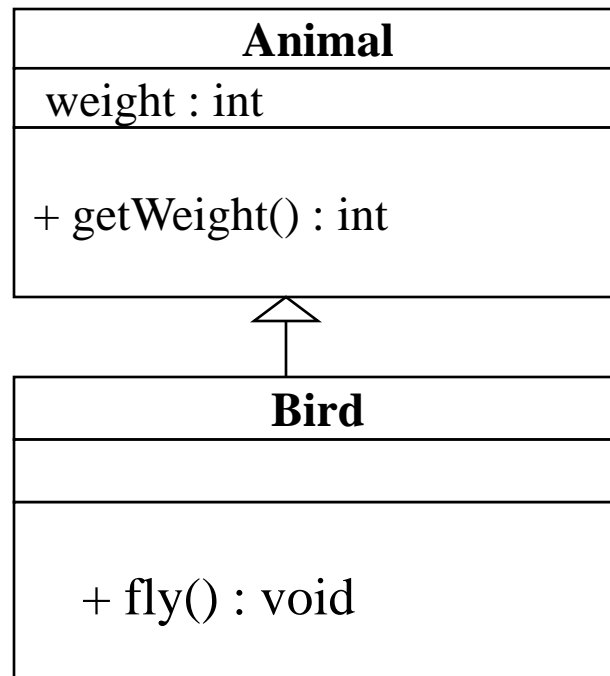 Animal
weight : int
+ getWeight() : int
Bird
+ fly() : void